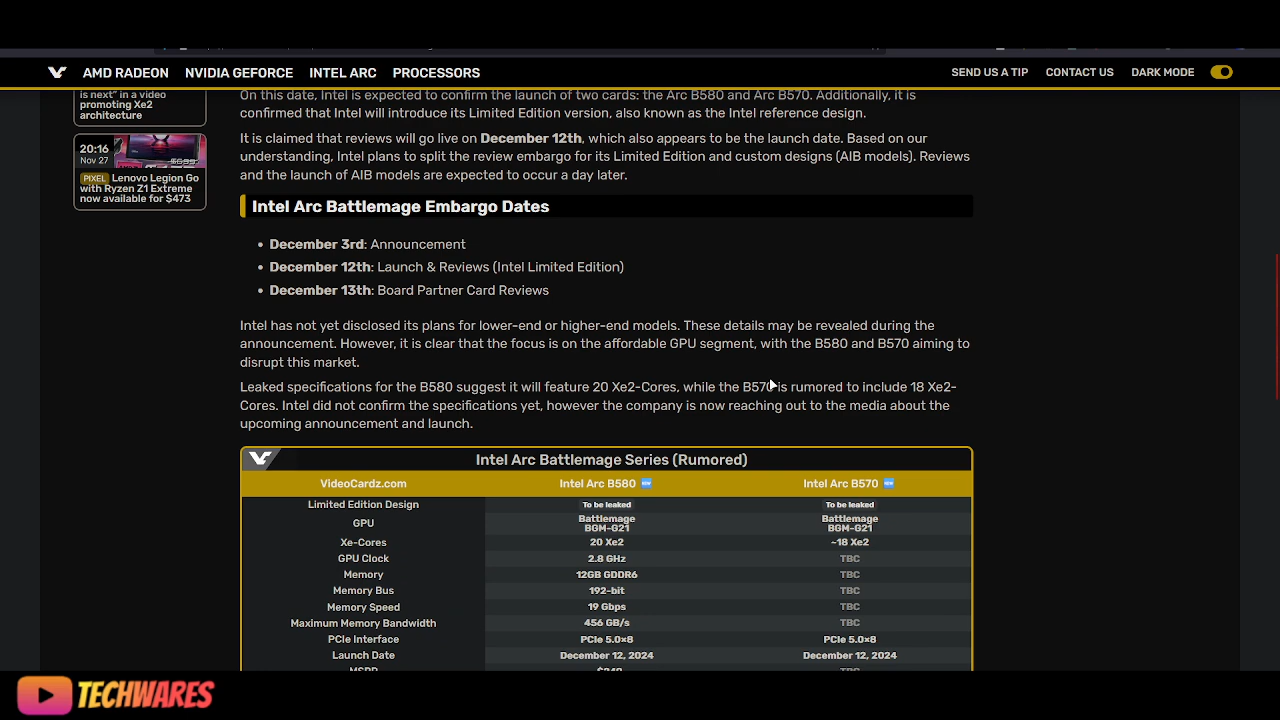 AMD RADEON NVIDIA GEFORCE INTEL ARC PROCESSORS SEND US A TIP CONTACT US DARK MODE
is next" in a video
promoting Xe2
architecture
20:16
Nov 27
PIXEL Lenovo Legion Go
with Ryzen Z1 Extreme
now available for $473
On this date, Intel is expected to confirm the launch of two cards: the Arc B580 and Arc B570. Additionally, it is
confirmed that Intel will introduce its Limited Edition version, also known as the Intel reference design.
It is claimed that reviews will go live on December 12th, which also appears to be the launch date. Based on our
understanding, Intel plans to split the review embargo for its Limited Edition and custom designs (AIB models). Reviews
and the launch of AIB models are expected to occur a day later.
Intel Arc Battlemage Embargo Dates
• December 3rd: Announcement
• December 12th: Launch & Reviews (Intel Limited Edition)
• December 13th: Board Partner Card Reviews
Intel has not yet disclosed its plans for lower-end or higher-end models. These details may be revealed during the
announcement. However, it is clear that the focus is on the affordable GPU segment, with the B580 and B570 aiming to
disrupt this market.
Leaked specifications for the B580 suggest it will feature 20 Xe2-Cores, while the B570 is rumored to include 18 Xe2-
Cores. Intel did not confirm the specifications yet, however the company is now reaching out to the media about the
upcoming announcement and launch.
Intel Arc Battlemage Series (Rumored)
VideoCardz.com Intel Arc B580 Intel Arc B570
Limited Edition Design To be leaked To be leaked
GPU Battlemage BGM-G21 Battlemage BGM-G21
Xe-Cores 20 Xe2 ~18 Xe2
GPU Clock 2.8 GHz TBC
Memory 12GB GDDR6 TBC
Memory Bus 192-bit TBC
Memory Speed 19 Gbps TBC
Maximum Memory Bandwidth 456 GB/s TBC
PCIe Interface PCIe 5.0×8 PCIe 5.0×8
Launch Date December 12, 2024 December 12, 2024
TECHWARES